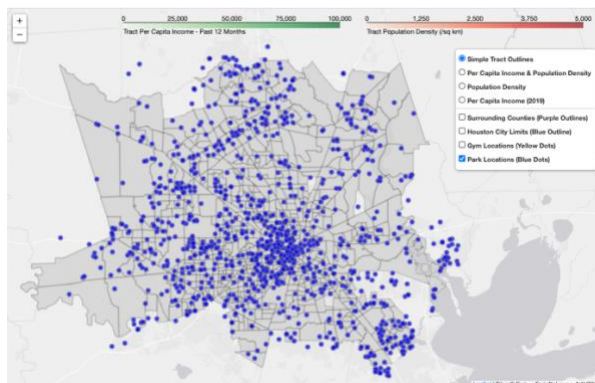 +
−
0 25,000 50,000 75,000 100,000
Tract Per Capita Income - Past 12 Months
0 1,250 2,500 3,750 5,000
Tract Population Density (/sq km)
Simple Tract Outlines
Per Capita Income & Population Density
Population Density
Per Capita Income (2019)
Surrounding Counties (Purple Outlines)
Houston City Limits (Blue Outline)
Gym Locations (Yellow Dots)
Park Locations (Blue Dots)